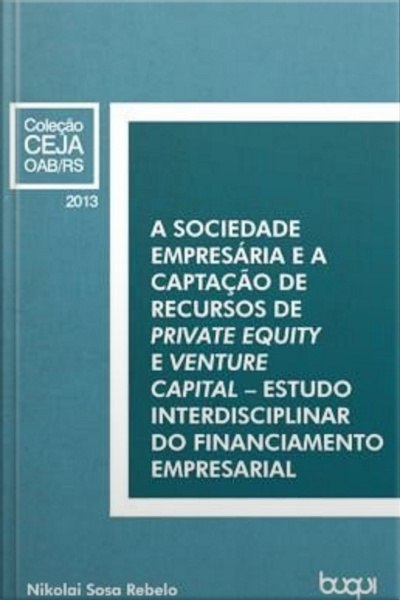 Coleção
CEJA
OAB/RS
2013
A SOCIEDADE
EMPRESÁRIA E A
CAPTAÇÃO DE
RECURSOS DE
PRIVATE EQUITY
E VENTURE
CAPITAL – ESTUDO
INTERDISCIPLINAR
DO FINANCIAMENTO
EMPRESARIAL
Nikolai Sosa Rebelo
buqui